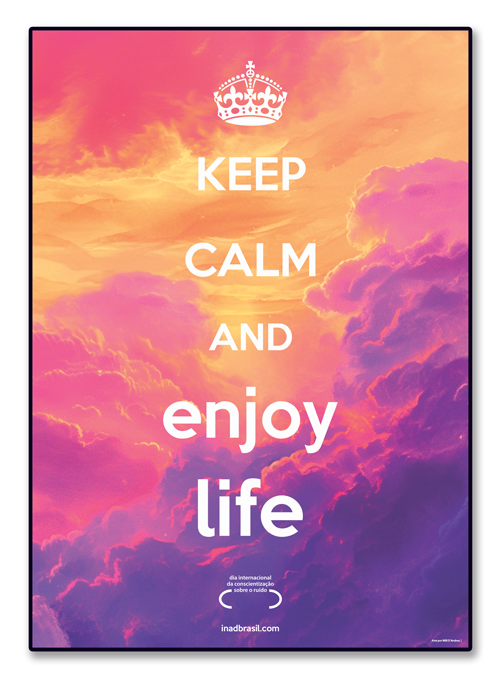 KEEP
CALM
AND
enjoy
life
dia internacional
da conscientização
sobre o ruído
inadbrasil.com